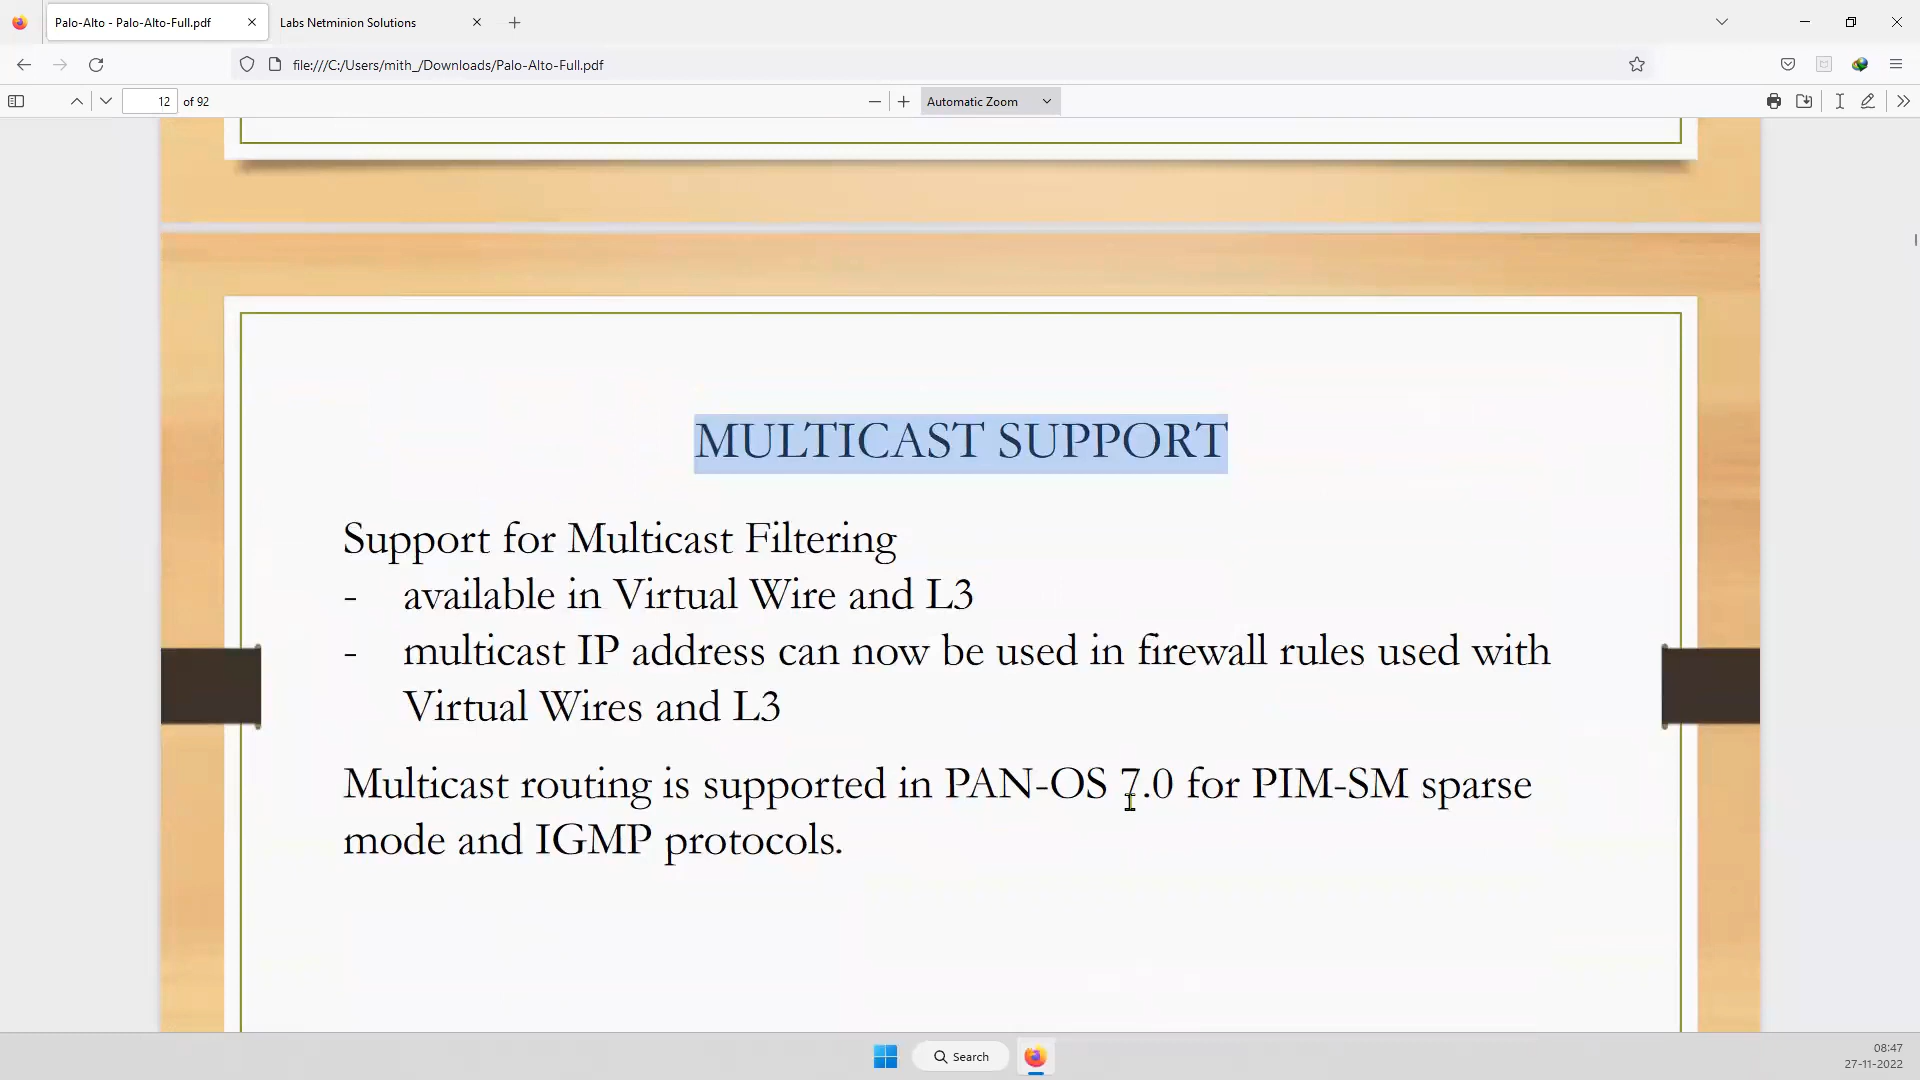 Palo-Alto - Palo-Alto-Full.pdf
Labs Netminion Solutions
file:///C:/Users/mith_/Downloads/Palo-Alto-Full.pdf
12 of 92
Automatic Zoom
MULTICAST SUPPORT
Support for Multicast Filtering
- available in Virtual Wire and L3
- multicast IP address can now be used in firewall rules used with
Virtual Wires and L3
Multicast routing is supported in PAN-OS 7.0 for PIM-SM sparse
mode and IGMP protocols.
Search
08:47
27-11-2022